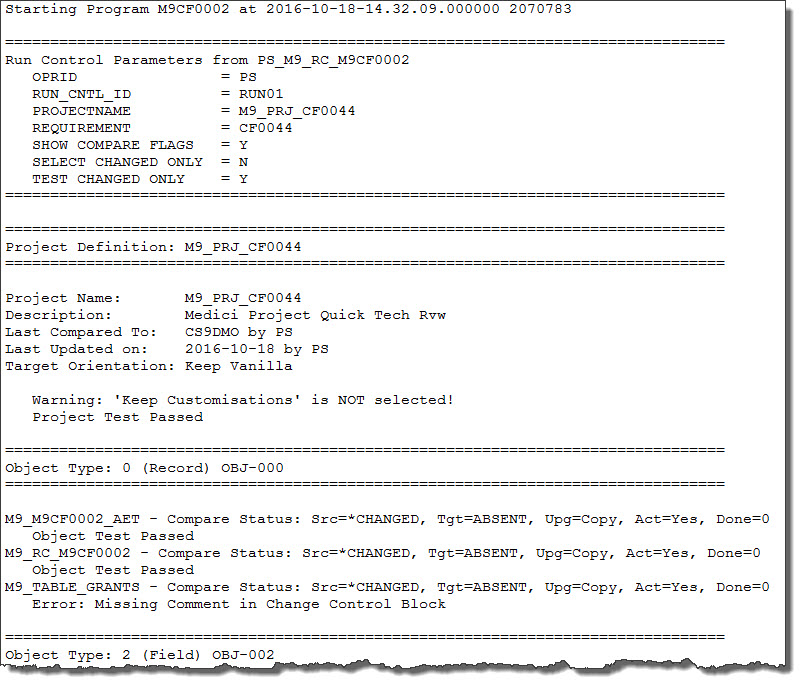 Starting Program M9CF0002 at 2016-10-18-14.32.09.000000 2070783
================================================================================
Run Control Parameters from PS_M9_RC_M9CF0002
   OPRID                = PS
   RUN_CNTL_ID          = RUN01
   PROJECTNAME          = M9_PRJ_CF0044
   REQUIREMENT          = CF0044
   SHOW COMPARE FLAGS   = Y
   SELECT CHANGED ONLY  = N
   TEST CHANGED ONLY    = Y
================================================================================
================================================================================
Project Definition: M9_PRJ_CF0044
================================================================================
Project Name:       M9_PRJ_CF0044
Description:        Medici Project Quick Tech Rvw
Last Compared To:   CS9DMO by PS
Last Updated on:    2016-10-18 by PS
Target Orientation: Keep Vanilla
   Warning: 'Keep Customisations' is NOT selected!
   Project Test Passed
================================================================================
Object Type: 0 (Record) OBJ-000
================================================================================
M9_M9CF0002_AET - Compare Status: Src=*CHANGED, Tgt=ABSENT, Upg=Copy, Act=Yes, Done=0
   Object Test Passed
M9_RC_M9CF0002 - Compare Status: Src=*CHANGED, Tgt=ABSENT, Upg=Copy, Act=Yes, Done=0
   Object Test Passed
M9_TABLE_GRANTS - Compare Status: Src=*CHANGED, Tgt=ABSENT, Upg=Copy, Act=Yes, Done=0
   Error: Missing Comment in Change Control Block
================================================================================
Object Type: 2 (Field) OBJ-002